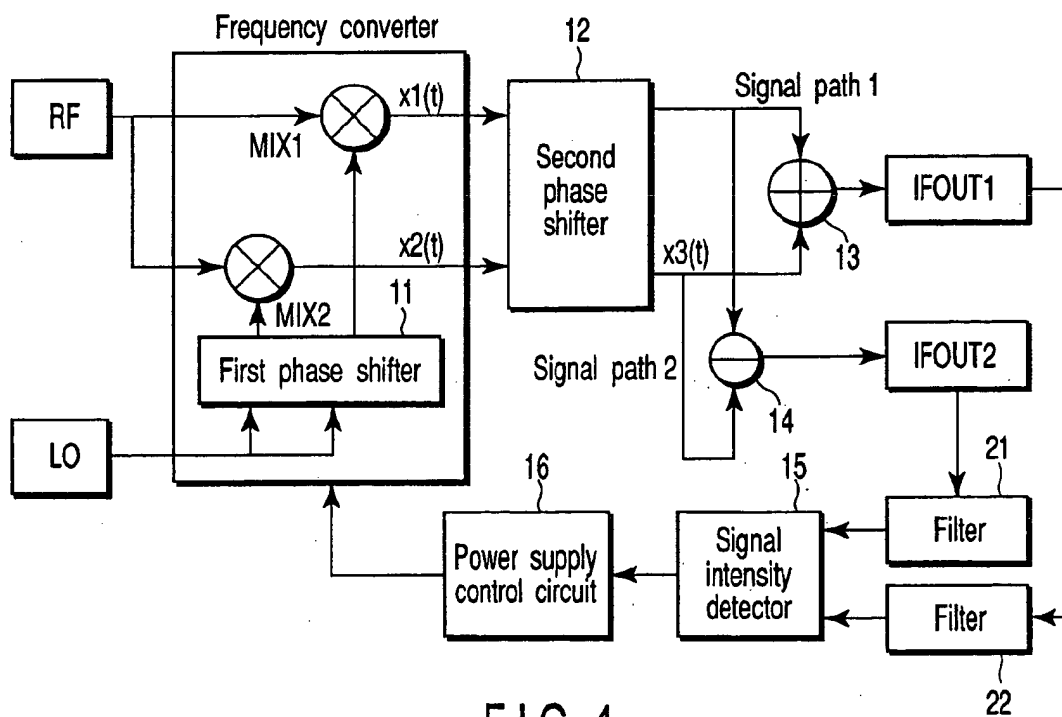 Frequency converter
12
RF
x1(t)
Signal path 1
MIX1
Second
phase
shifter
IFOUT1
x2(t)
x3(t)
13
MIX2
11
First phase shifter
Signal path 2
IFOUT2
14
LO
16
15
21
Power supply
control circuit
Signal
intensity
detector
Filter
Filter
22